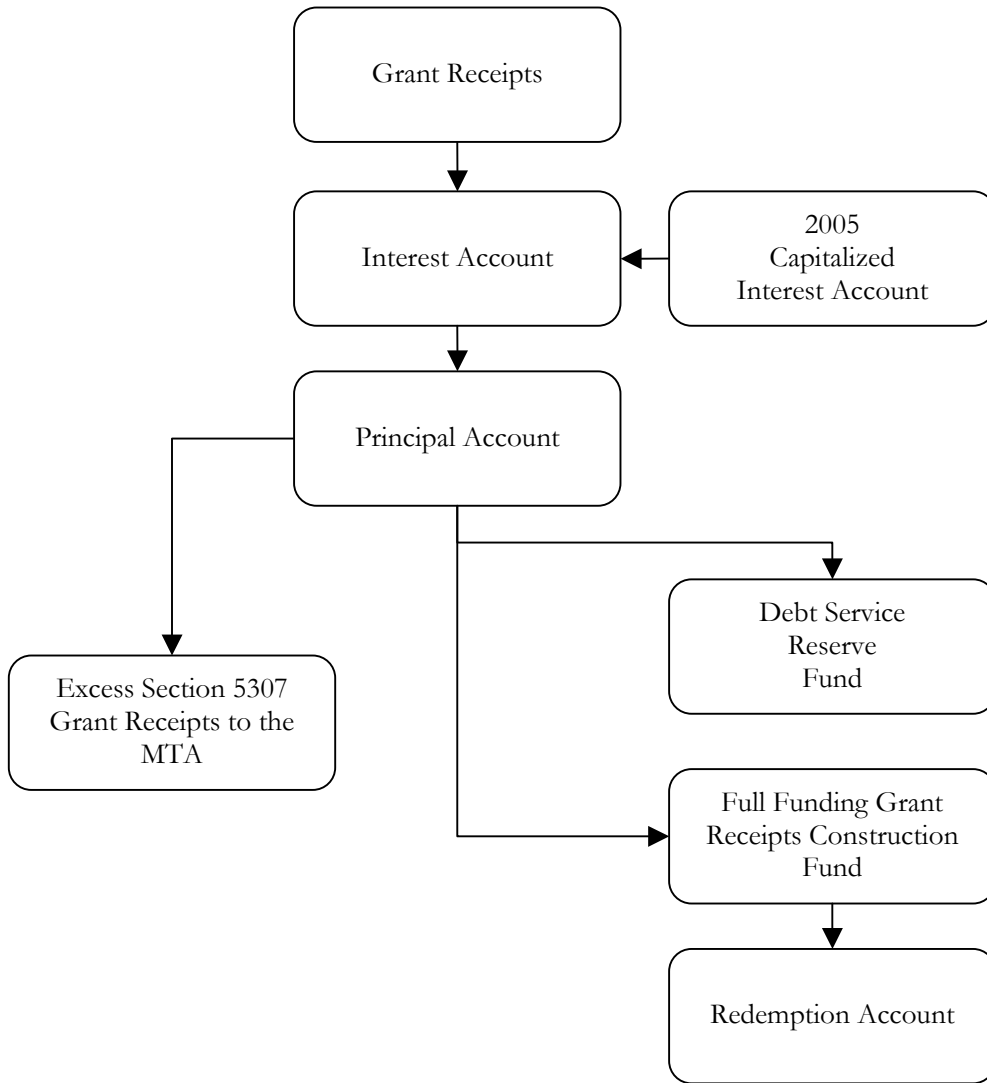 Grant Receipts
Interest Account
2005
Capitalized
Interest Account
Principal Account
Debt Service
Reserve
Fund
Excess Section 5307
Grant Receipts to the
MTA
Full Funding Grant
Receipts Construction
Fund
Redemption Account